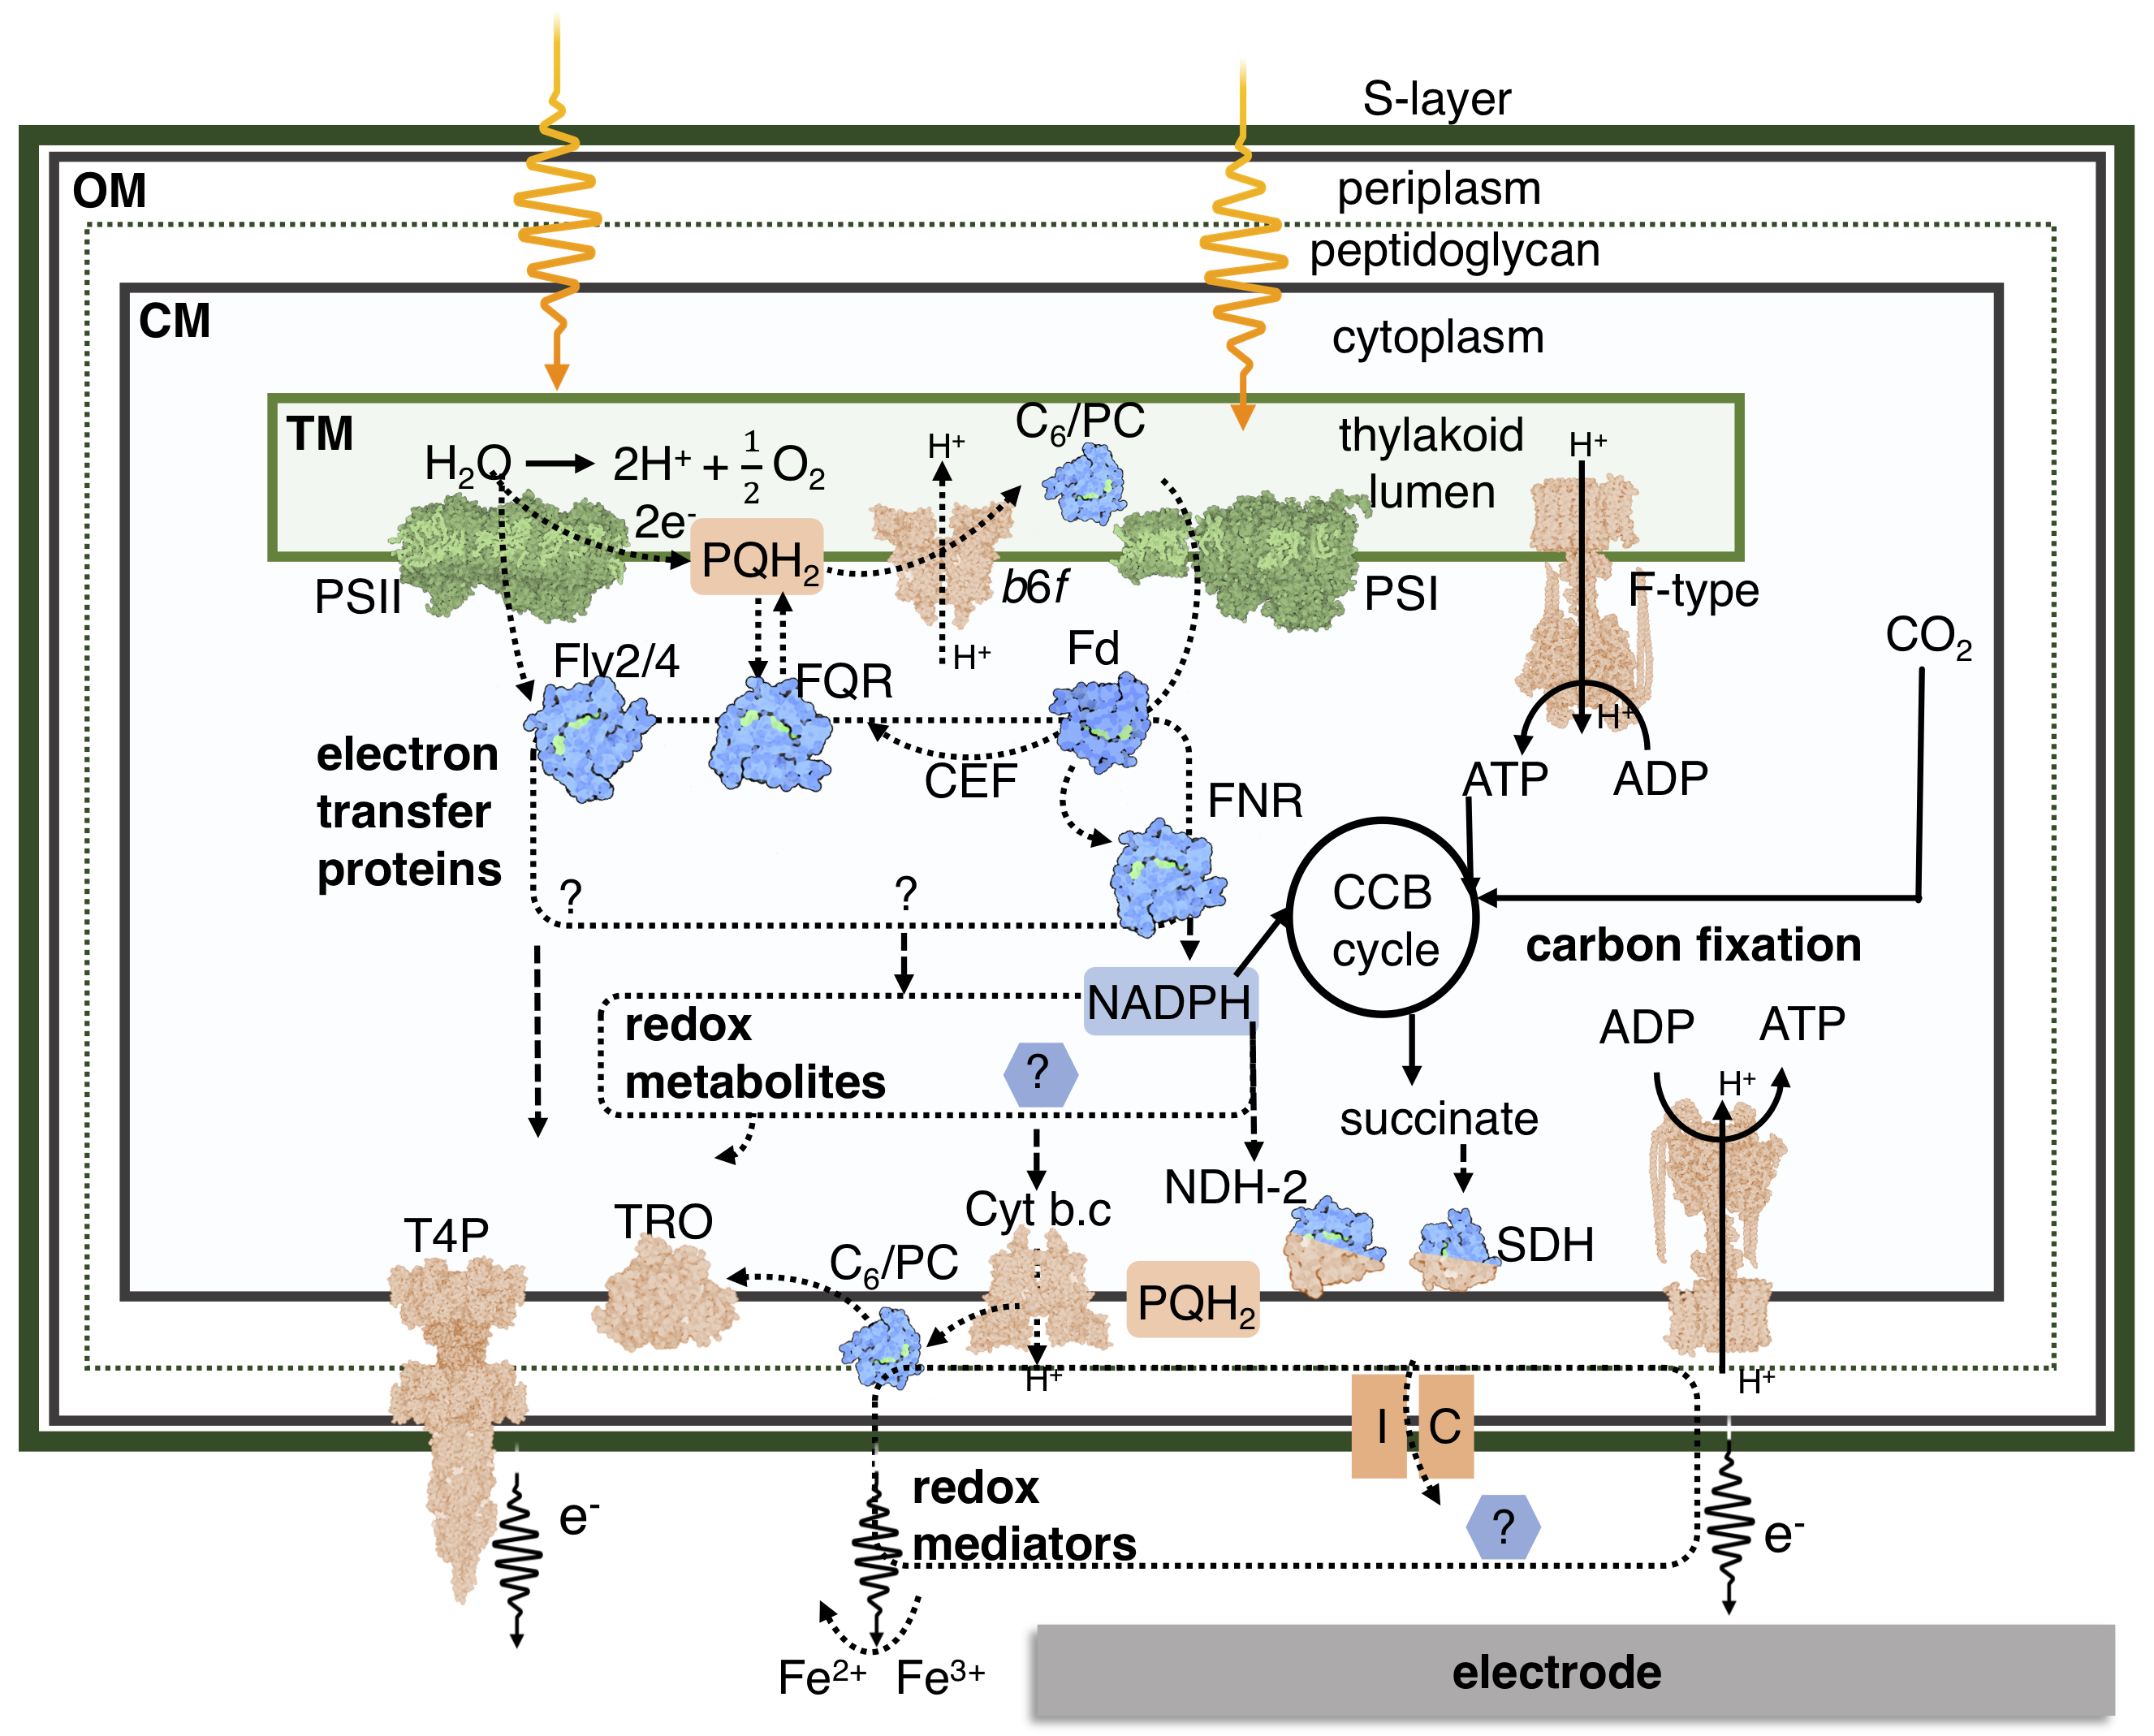 S-layer
OM
periplasm
peptidoglycan
CM
cytoplasm
TM
H₂O → 2H⁺ + 1/2 O₂
2e⁻
H⁺
C₆/PC
thylakoid
lumen
H⁺
PSII
PQH₂
b6f
PSI
F-type
H⁺
CO₂
Flv2/4
FQR
Fd
H⁺
electron
transfer
proteins
CEF
ATP
ADP
FNR
?
?
CCB
cycle
carbon fixation
NADPH
redox
metabolites
?
ADP
ATP
H⁺
succinate
NDH-2
T4P
TRO
Cyt b.c
C₆/PC
SDH
PQH₂
H⁺
H⁺
I
C
redox
mediators
e⁻
?
e⁻
Fe²⁺
Fe³⁺
electrode